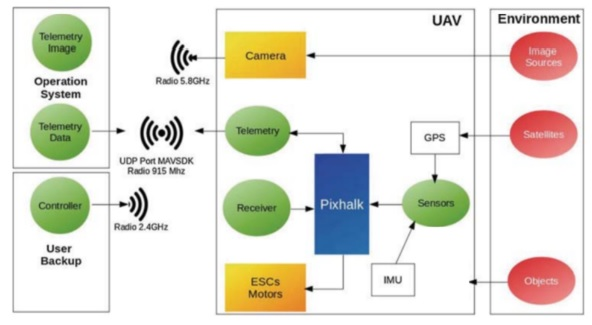 Telemetry
Image
Operation
System
Telemetry
Data
Controller
User
Backup
Radio 5.8GHz
UDP Port MAVSDK
Radio 915 Mhz
Radio 2.4GHz
UAV
Camera
Telemetry
GPS
Receiver
Pixhalk
Sensors
ESCs
Motors
IMU
Environment
Image
Sources
Satellites
Objects